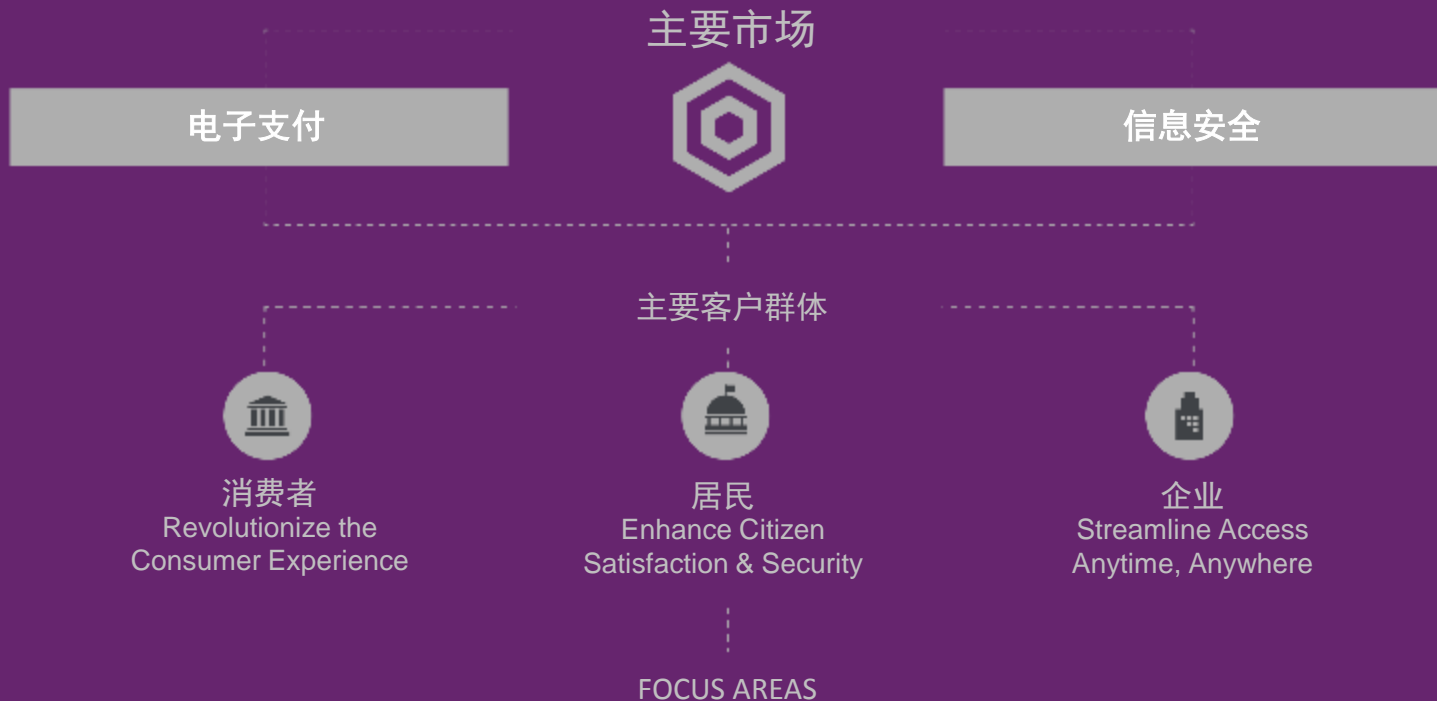 主要市场
电子支付
信息安全
主要客户群体
消费者
Revolutionize the
Consumer Experience
居民
Enhance Citizen
Satisfaction & Security
企业
Streamline Access
Anytime, Anywhere
FOCUS AREAS